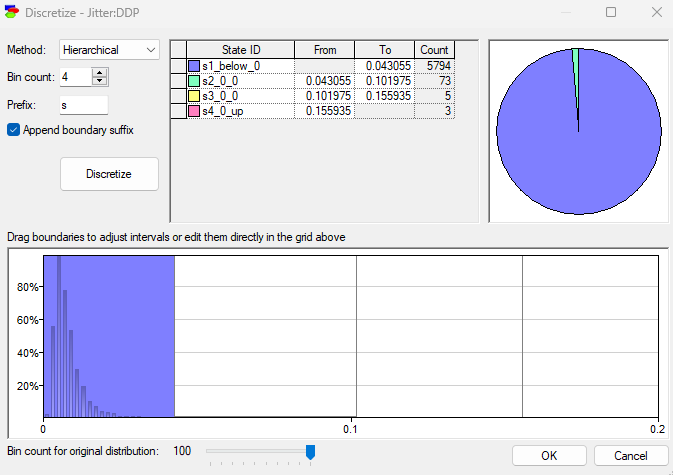 Discretize - Jitter:DDP
Method: Hierarchical
Bin count: 4
Prefix: s
Append boundary suffix
Discretize
State ID From To Count
s1_below_0 0.043055 5794
s2_0_0 0.043055 0.101975 73
s3_0_0 0.101975 0.155935 5
s4_0_up 0.155935 3
Drag boundaries to adjust intervals or edit them directly in the grid above
80%
60%
40%
20%
0 0.1 0.2
Bin count for original distribution: 100
OK Cancel